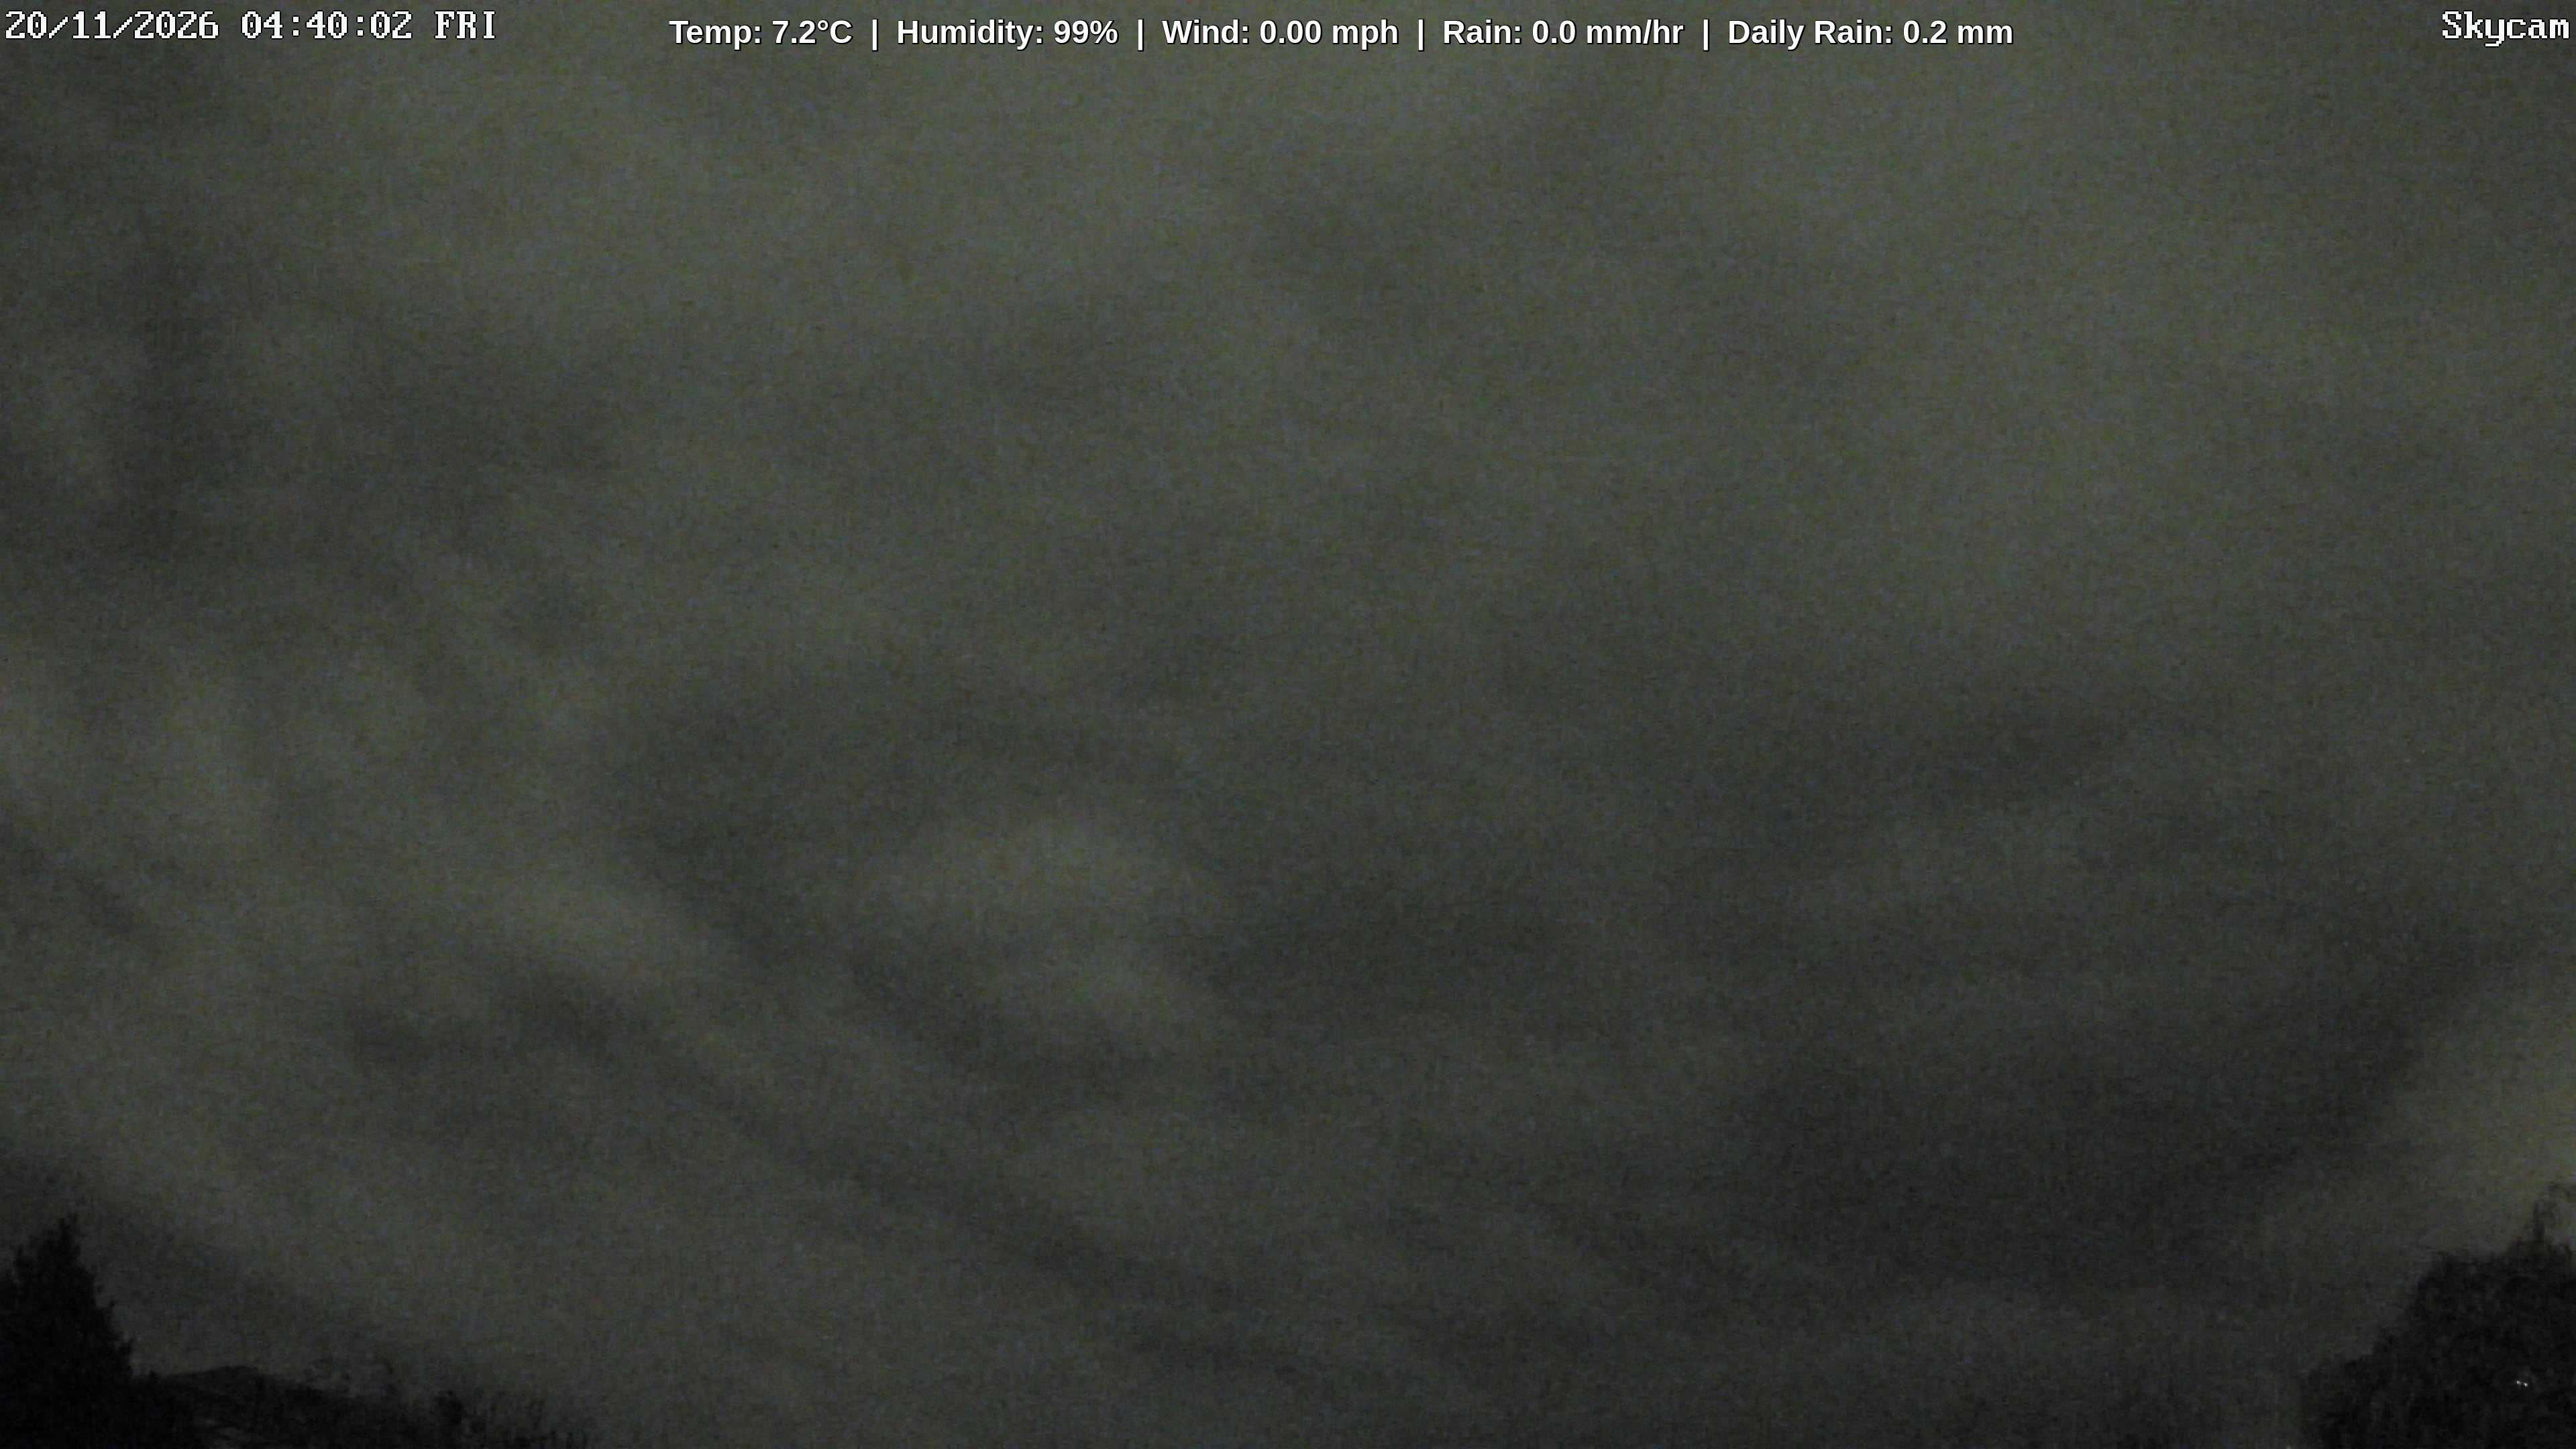 20/11/2026 04:40:02 FRI
Temp: 7.2°C | Humidity: 99% | Wind: 0.00 mph | Rain: 0.0 mm/hr | Daily Rain: 0.2 mm
Skycam